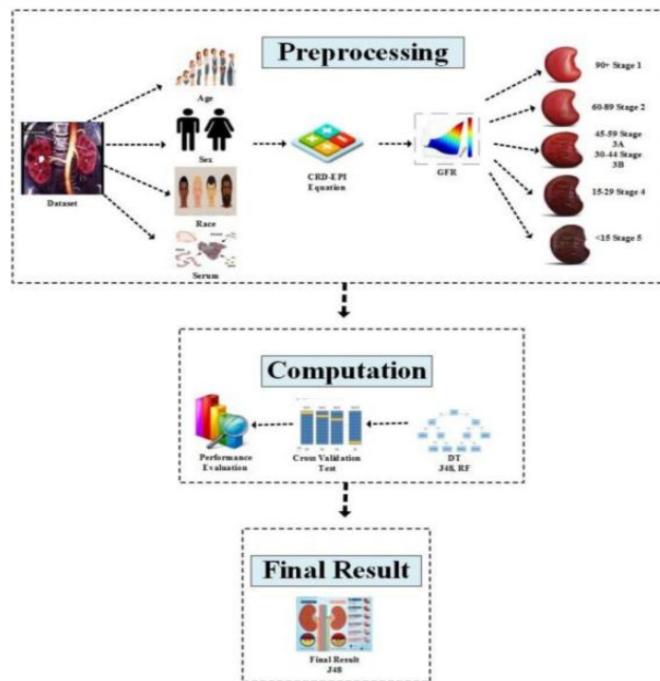 Preprocessing
Age
Sex
Race
Serum
Dataset
CRD-EPI
Equation
GFR
90+ Stage 1
60-89 Stage 2
45-59 Stage
3A
30-44 Stage
3B
15-29 Stage 4
<15 Stage 5
Computation
Performance
Evaluation
Cross Validation
Test
DT
J48, RF
Final Result
Final Result
J48